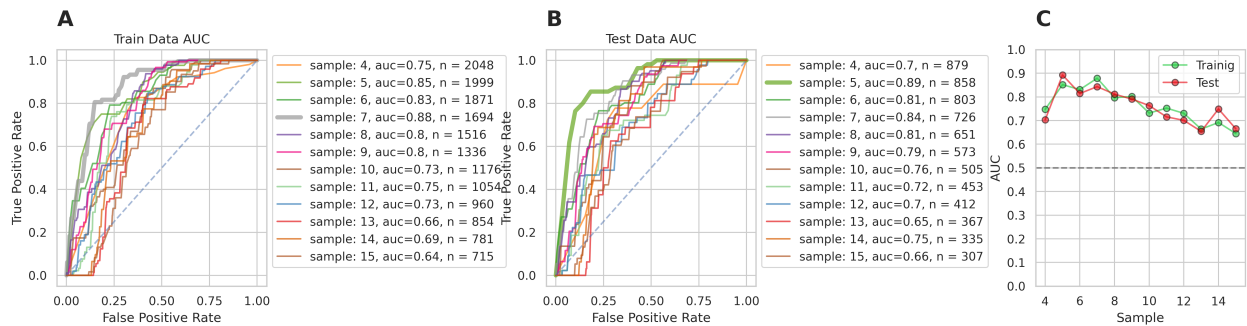 A
Train Data AUC
True Positive Rate
1.0
0.8
0.6
0.4
0.2
0.0
0.00
0.25
0.50
0.75
1.00
False Positive Rate
sample: 4, auc=0.75, n = 2048
sample: 5, auc=0.85, n = 1999
sample: 6, auc=0.83, n = 1871
sample: 7, auc=0.88, n = 1694
sample: 8, auc=0.8, n = 1516
sample: 9, auc=0.8, n = 1336
sample: 10, auc=0.73, n = 1176
sample: 11, auc=0.75, n = 1054
sample: 12, auc=0.73, n = 960
sample: 13, auc=0.66, n = 854
sample: 14, auc=0.69, n = 781
sample: 15, auc=0.64, n = 715
B
Test Data AUC
True Positive Rate
1.0
0.8
0.6
0.4
0.2
0.0
0.00
0.25
0.50
0.75
1.00
False Positive Rate
sample: 4, auc=0.7, n = 879
sample: 5, auc=0.89, n = 858
sample: 6, auc=0.81, n = 803
sample: 7, auc=0.84, n = 726
sample: 8, auc=0.81, n = 651
sample: 9, auc=0.79, n = 573
sample: 10, auc=0.76, n = 505
sample: 11, auc=0.72, n = 453
sample: 12, auc=0.7, n = 412
sample: 13, auc=0.65, n = 367
sample: 14, auc=0.75, n = 335
sample: 15, auc=0.66, n = 307
C
AUC
1.0
0.9
0.8
0.7
0.6
0.5
0.4
0.3
0.2
0.1
0.0
Trainig
Test
4
6
8
10
12
14
Sample